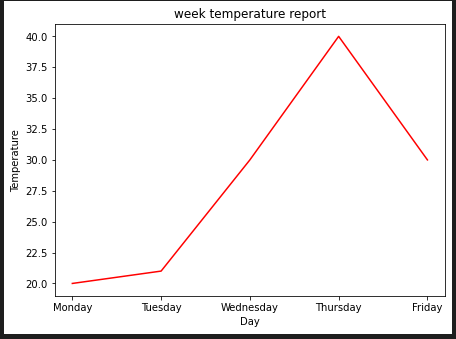 week temperature report
40.0
37.5
35.0
32.5
30.0
27.5
25.0
22.5
20.0
Temperature
Monday Tuesday Wednesday Thursday Friday
Day